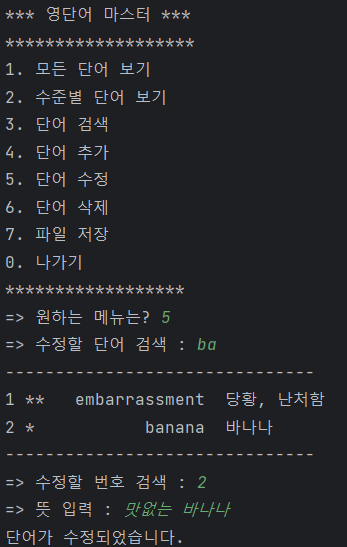 *** 영단어 마스터 ***
*******************
1. 모든 단어 보기
2. 수준별 단어 보기
3. 단어 검색
4. 단어 추가
5. 단어 수정
6. 단어 삭제
7. 파일 저장
0. 나가기
******************
=> 원하는 메뉴는? 5
=> 수정할 단어 검색 : ba
-------------------------------
1 **   embarrassment  당황, 난처함
2 *           banana  바나나
-------------------------------
=> 수정할 번호 검색 : 2
=> 뜻 입력 : 맛없는 바나나
단어가 수정되었습니다.